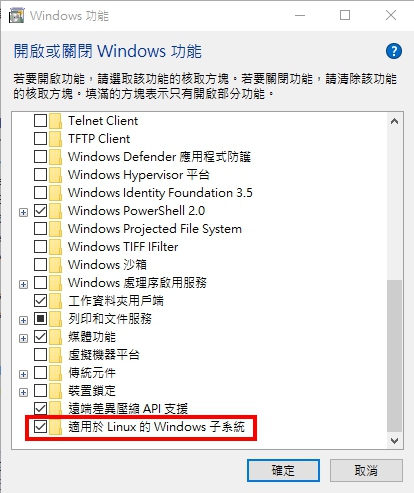 Windows 功能
開啟或關閉 Windows 功能
若要開啟功能，請選取該功能的核取方塊。若要關閉功能，請清除該功能
的核取方塊。填滿的方塊表示只有開啟部分功能。
Telnet Client
TFTP Client
Windows Defender 應用程式防護
Windows Hypervisor 平台
Windows Identity Foundation 3.5
Windows PowerShell 2.0
Windows Projected File System
Windows TIFF IFilter
Windows 沙箱
Windows 處理序啟用服務
工作資料夾用戶端
列印和文件服務
媒體功能
虛擬機器平台
傳統元件
裝置鎖定
遠端差異壓縮 API 支援
適用於 Linux 的 Windows 子系統
確定
取消